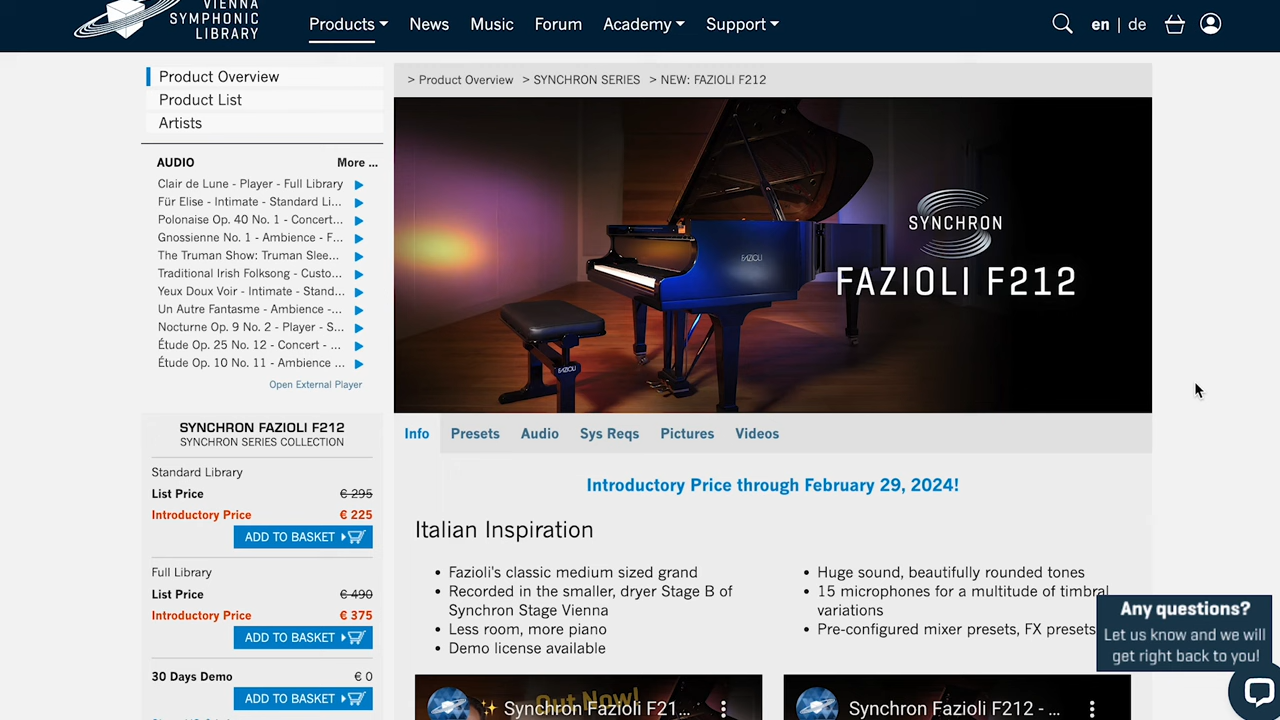 VIENNA
SYMPHONIC
LIBRARY
Products
News
Music
Forum
Academy
Support
en | de
Product Overview
Product List
Artists
AUDIO
More ...
Clair de Lune - Player - Full Library
Für Elise - Intimate - Standard Li...
Polonaise Op. 40 No. 1 - Concert...
Gnossienne No. 1 - Ambience - F...
The Truman Show: Truman Slee...
Traditional Irish Folksong - Custo...
Yeux Doux Voir - Intimate - Stand...
Un Autre Fantasme - Ambience -...
Nocturne Op. 9 No. 2 - Player - S...
Étude Op. 25 No. 12 - Concert - ...
Étude Op. 10 No. 11 - Ambience ...
Open External Player
SYNCHRON FAZIOLI F212
SYNCHRON SERIES COLLECTION
Standard Library
List Price € 295
Introductory Price € 225
ADD TO BASKET
Full Library
List Price € 490
Introductory Price € 375
ADD TO BASKET
30 Days Demo € 0
ADD TO BASKET
> Product Overview > SYNCHRON SERIES > NEW: FAZIOLI F212
FAZIOLI
FAZIOLI
SYNCHRON
FAZIOLI F212
Info
Presets
Audio
Sys Reqs
Pictures
Videos
Introductory Price through February 29, 2024!
Italian Inspiration
• Fazioli's classic medium sized grand
• Recorded in the smaller, dryer Stage B of
Synchron Stage Vienna
• Less room, more piano
• Demo license available
• Huge sound, beautifully rounded tones
• 15 microphones for a multitude of timbral
variations
• Pre-configured mixer presets, FX presets
Out Now!
✨ Synchron Fazioli F21...
Synchron Fazioli F212 - ...
Any questions?
Let us know and we will
get right back to you!